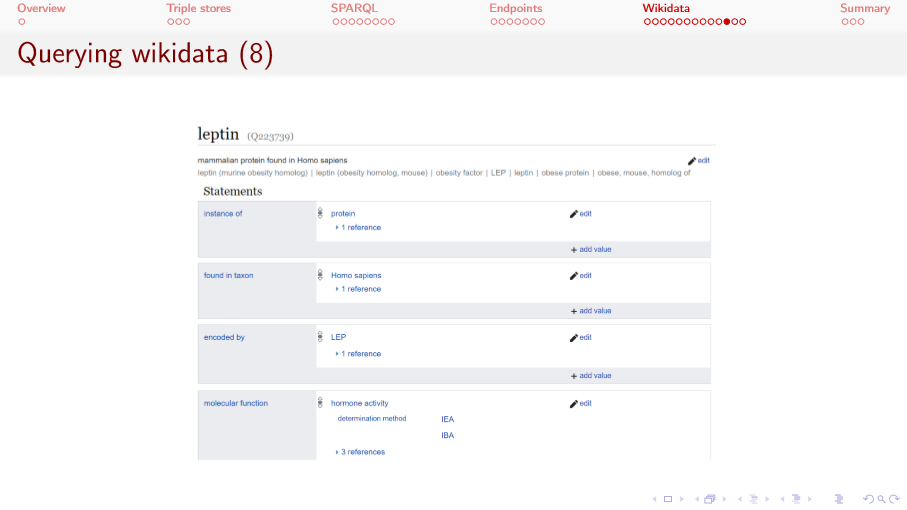 Overview Triple stores SPARQL Endpoints Wikidata Summary
Querying wikidata (8)
leptin (Q223739)
mammalian protein found in Homo sapiens edit
leptin (murine obesity homolog) | leptin (obesity homolog, mouse) | obesity factor | LEP | leptin | obese protein | obese, mouse, homolog of
Statements
instance of protein edit
1 reference
+ add value
found in taxon Homo sapiens edit
1 reference
+ add value
encoded by LEP edit
1 reference
+ add value
molecular function hormone activity edit
determination method IEA
IBA
3 references